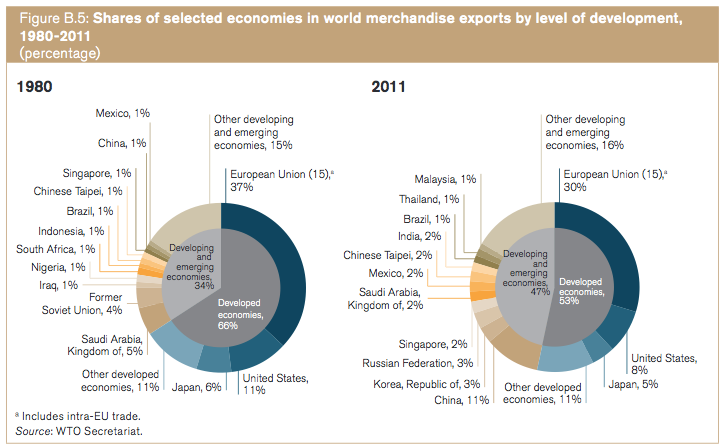 Figure B.5: Shares of selected economies in world merchandise exports by level of development,
1980-2011
(percentage)
1980
Mexico, 1%
China, 1%
Singapore, 1%
Chinese Taipei, 1%
Brazil, 1%
Indonesia, 1%
South Africa, 1%
Nigeria, 1%
Iraq, 1%
Former
Soviet Union, 4%
Saudi Arabia,
Kingdom of, 5%
Other developed
economies, 11%
Japan, 6%
United States,
11%
European Union (15),ᵃ
37%
Other developing
and emerging
economies, 15%
Developing
and
emerging
economies,
34%
Developed
economies,
66%
2011
Malaysia, 1%
Thailand, 1%
Brazil, 1%
India, 2%
Chinese Taipei, 2%
Mexico, 2%
Saudi Arabia,
Kingdom of, 2%
Singapore, 2%
Russian Federation, 3%
Korea, Republic of, 3%
China, 11%
Other developed
economies, 11%
Japan, 5%
United States,
8%
European Union (15),ᵃ
30%
Other developing
and emerging
economies, 16%
Developing
and
emerging
economies,
47%
Developed
economies,
53%
ᵃ Includes intra-EU trade.
Source: WTO Secretariat.